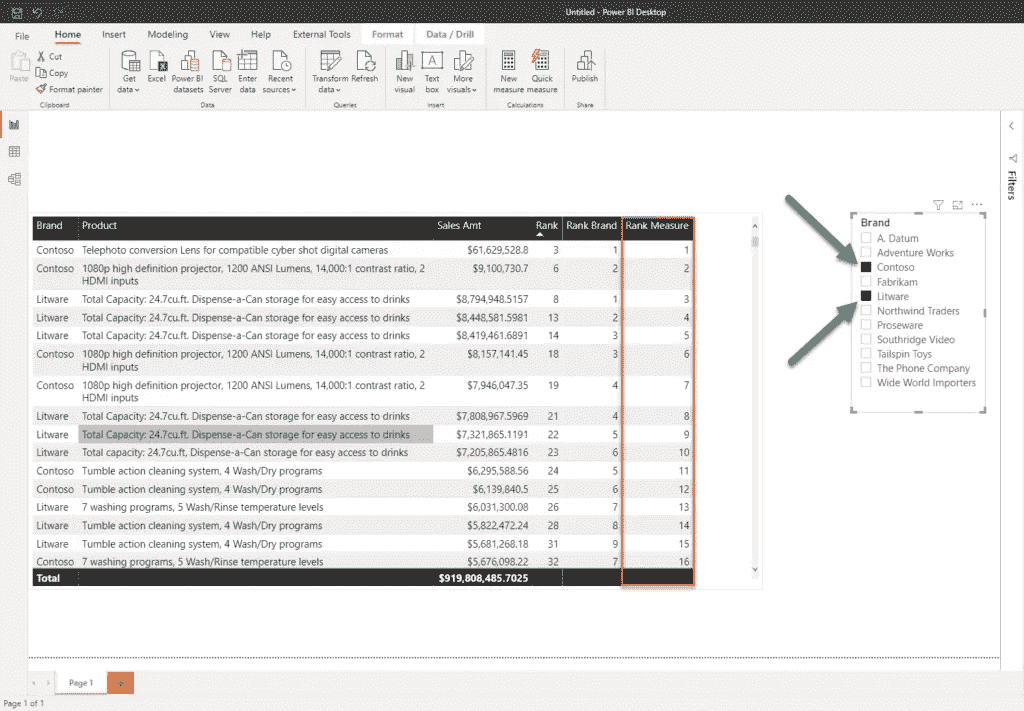 Untitled - Power BI Desktop
File Home Insert Modeling View Help External Tools Format Data / Drill
Paste Cut Copy Format painter Clipboard
Get data Excel Power BI datasets SQL Server Enter data Recent sources Data
Transform data Refresh Queries
New visual Text box More visuals Insert
New measure Quick measure Calculations
Publish Share
Filters
Brand Product Sales Amt Rank Rank Brand Rank Measure
Contoso Telephoto conversion Lens for compatible cyber shot digital cameras $61,629,528.8 3 1 1
Contoso 1080p high definition projector, 1200 ANSI Lumens, 14,000:1 contrast ratio, 2 $9,100,730.7 6 2 2
HDMI inputs
Litware Total Capacity: 24.7cu.ft. Dispense-a-Can storage for easy access to drinks $8,794,948.5157 8 1 3
Litware Total Capacity: 24.7cu.ft. Dispense-a-Can storage for easy access to drinks $8,448,581.5981 13 2 4
Litware Total Capacity: 24.7cu.ft. Dispense-a-Can storage for easy access to drinks $8,419,461.6891 14 3 5
Contoso 1080p high definition projector, 1200 ANSI Lumens, 14,000:1 contrast ratio, 2 $8,157,141.45 18 3 6
HDMI inputs
Contoso 1080p high definition projector, 1200 ANSI Lumens, 14,000:1 contrast ratio, 2 $7,946,047.35 19 4 7
HDMI inputs
Litware Total Capacity: 24.7cu.ft. Dispense-a-Can storage for easy access to drinks $7,808,967.5969 21 4 8
Litware Total Capacity: 24.7cu.ft. Dispense-a-Can storage for easy access to drinks $7,321,865.1191 22 5 9
Litware Total capacity: 24.7cu.ft, Dispense-a-Can storage for easy access to drinks $7,205,865.4816 23 6 10
Contoso Tumble action cleaning system, 4 Wash/Dry programs $6,295,588.56 24 5 11
Contoso Tumble action cleaning system, 4 Wash/Dry programs $6,139,840.5 25 6 12
Litware 7 washing programs, 5 Wash/Rinse temperature levels $6,031,300.08 26 7 13
Litware Tumble action cleaning system, 4 Wash/Dry programs $5,822,472.24 28 8 14
Litware Tumble action cleaning system, 4 Wash/Dry programs $5,681,268.18 31 9 15
Contoso 7 washing programs, 5 Wash/Rinse temperature levels $5,676,098.22 32 7 16
Total $919,808,485.7025
Brand
A. Datum
Adventure Works
Contoso
Fabrikam
Litware
Northwind Traders
Proseware
Southridge Video
Tailspin Toys
The Phone Company
Wide World Importers
Page 1 +
Page 1 of 1